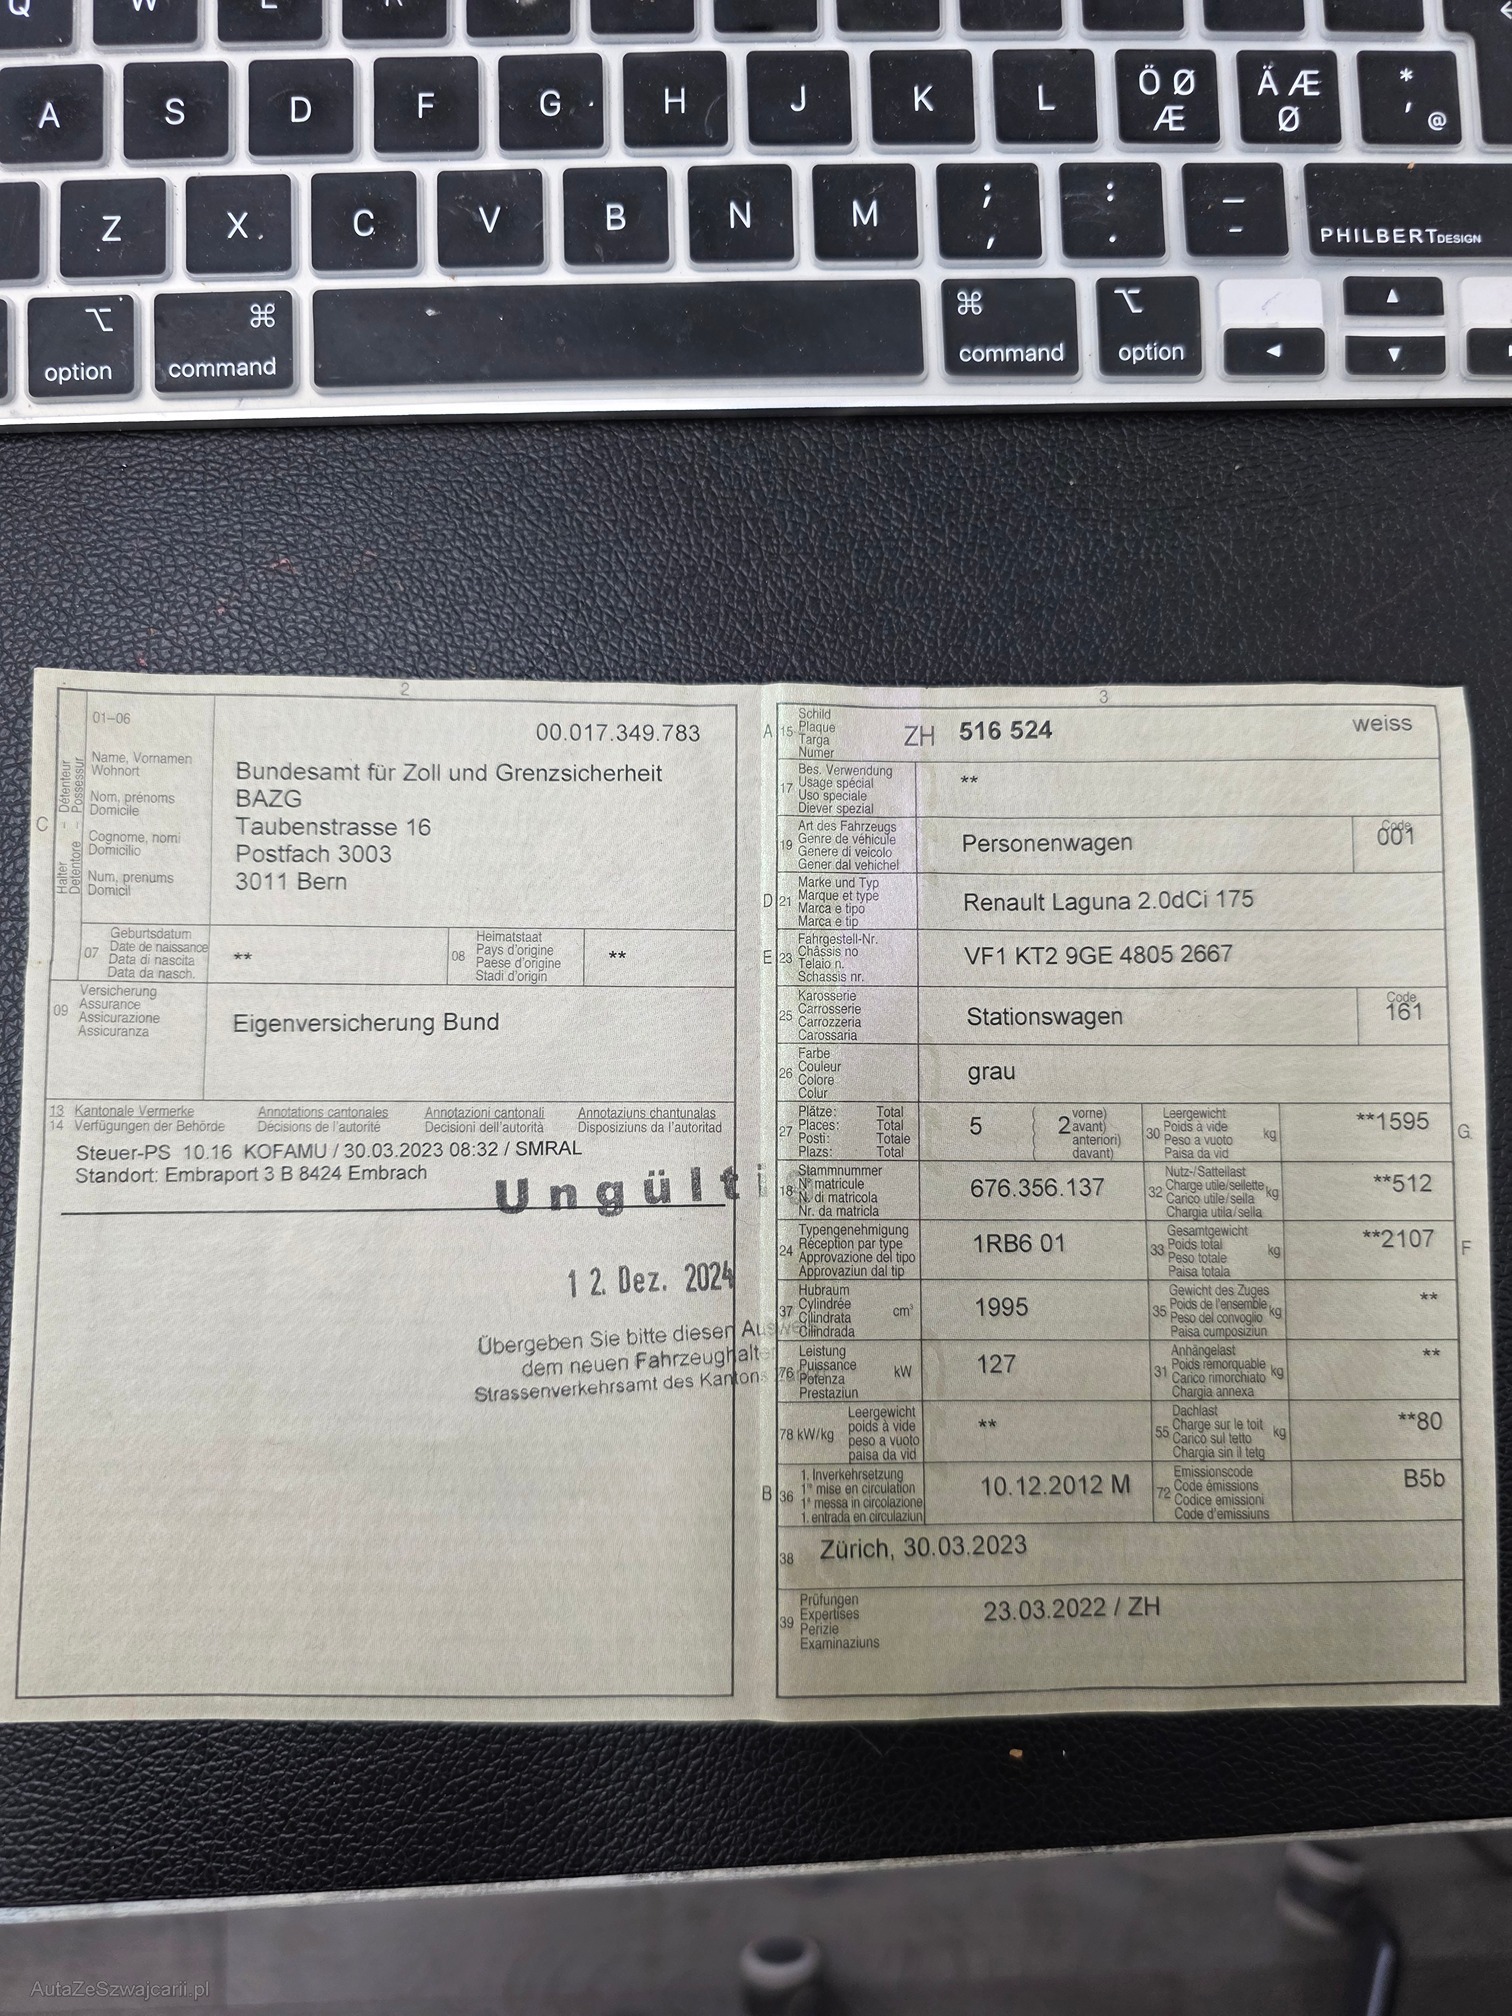 Q W E
A S D F G H J K L Ö Ø Æ Ä Æ Ø * ' @
Z X C V B N M ; , : . _ -
PHILBERT DESIGN
option command command option
2
01–06
00.017.349.783
C
Halter – Détenteur
Detentore – Possessur
Name, Vornamen
Wohnort
Nom, prénoms
Domicile
Cognome, nomi
Domicilio
Num, prenums
Domicil
Bundesamt für Zoll und Grenzsicherheit
BAZG
Taubenstrasse 16
Postfach 3003
3011 Bern
07
Geburtsdatum
Date de naissance
Data di nascita
Data da nasch.
**
08
Heimatstaat
Pays d'origine
Paese d'origine
Stadi d'origin
**
09
Versicherung
Assurance
Assicurazione
Assicuranza
Eigenversicherung Bund
13 Kantonale Vermerke Annotations cantonales Annotazioni cantonali Annotaziuns chantunalas
14 Verfügungen der Behörde Décisions de l'autorité Decisioni dell'autorità Disposiziuns da l'autoritad
Steuer-PS 10.16 KOFAMU / 30.03.2023 08:32 / SMRAL
Standort: Embraport 3 B 8424 Embrach
Ungülti
12. Dez. 2024
Übergeben Sie bitte diesen Auswe
dem neuen Fahrzeughalte
Strassenverkehrsamt des Kantons
3
A 15
Schild
Plaque
Targa
Numer
ZH 516 524 weiss
17
Bes. Verwendung
Usage spécial
Uso speciale
Diever spezial
**
19
Art des Fahrzeugs
Genre de véhicule
Genere di veicolo
Gener dal vehichel
Personenwagen
Code
001
D 21
Marke und Typ
Marque et type
Marca e tipo
Marca e tip
Renault Laguna 2.0dCi 175
E 23
Fahrgestell-Nr.
Châssis no
Telaio n.
Schassis nr.
VF1 KT2 9GE 4805 2667
25
Karosserie
Carrosserie
Carrozzeria
Carossaria
Stationswagen
Code
161
26
Farbe
Couleur
Colore
Colur
grau
27
Plätze: Total
Places: Total
Posti: Totale
Plazs: Total
5 ( 2 vorne)
avant)
( anteriori)
davant)
30
Leergewicht
Poids à vide
Peso a vuoto
Paisa da vid
kg
**1595
G
18
Stammnummer
N° matricule
N. di matricola
Nr. da matricla
676.356.137
32
Nutz-/Sattellast
Charge utile/sellette
Carico utile/sella
Chargia utila/sella
kg
**512
24
Typengenehmigung
Réception par type
Approvazione del tipo
Approvaziun dal tip
1RB6 01
33
Gesamtgewicht
Poids total
Peso totale
Paisa totala
kg
**2107
F
37
Hubraum
Cylindrée
Cilindrata
Cilindrada
cm³
1995
35
Gewicht des Zuges
Poids de l'ensemble
Peso del convoglio
Paisa cumposiziun
kg
**
76
Leistung
Puissance
Potenza
Prestaziun
kW
127
31
Anhängelast
Poids remorquable
Carico rimorchiato
Chargia annexa
kg
**
78 kW/kg
Leergewicht
poids à vide
peso a vuoto
paisa da vid
**
55
Dachlast
Charge sur le toit
Carico sul tetto
Chargia sin il tetg
kg
**80
B 36
1. Inverkehrsetzung
1re mise en circulation
1a messa in circolazione
1. entrada en circulaziun
10.12.2012 M
72
Emissionscode
Code émissions
Codice emissioni
Code d'emissiuns
B5b
38
Zürich, 30.03.2023
39
Prüfungen
Expertises
Perizie
Examinaziuns
23.03.2022 / ZH
AutaZeSzwajcarii.pl